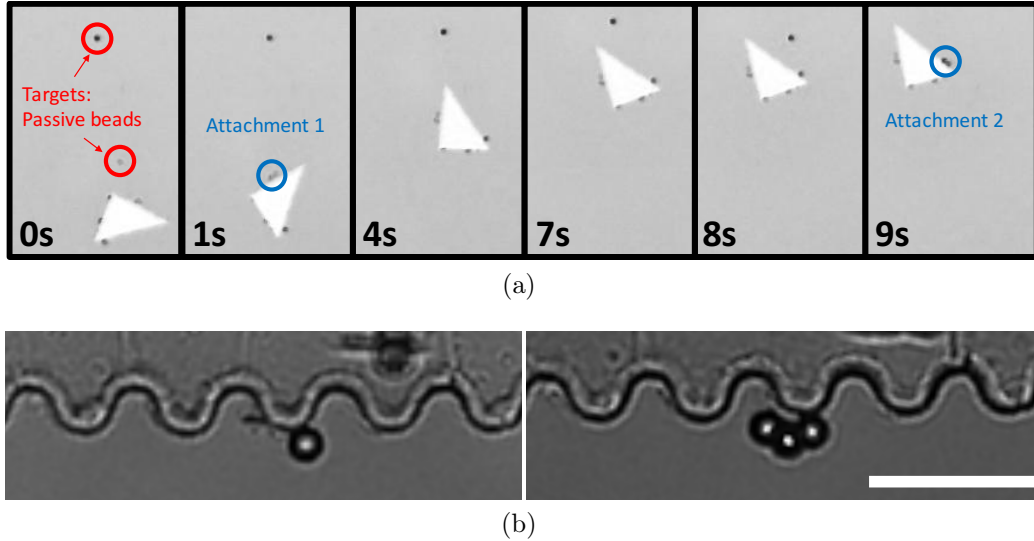 Targets:
Passive beads
Attachment 1
Attachment 2
0s
1s
4s
7s
8s
9s
(a)
(b)